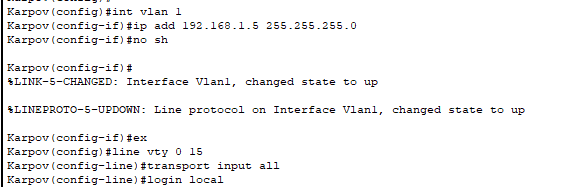 Karpov(config)#int vlan 1
Karpov(config-if)#ip add 192.168.1.5 255.255.255.0
Karpov(config-if)#no sh
Karpov(config-if)#
%LINK-5-CHANGED: Interface Vlan1, changed state to up
%LINEPROTO-5-UPDOWN: Line protocol on Interface Vlan1, changed state to up
Karpov(config-if)#ex
Karpov(config)#line vty 0 15
Karpov(config-line)#transport input all
Karpov(config-line)#login local